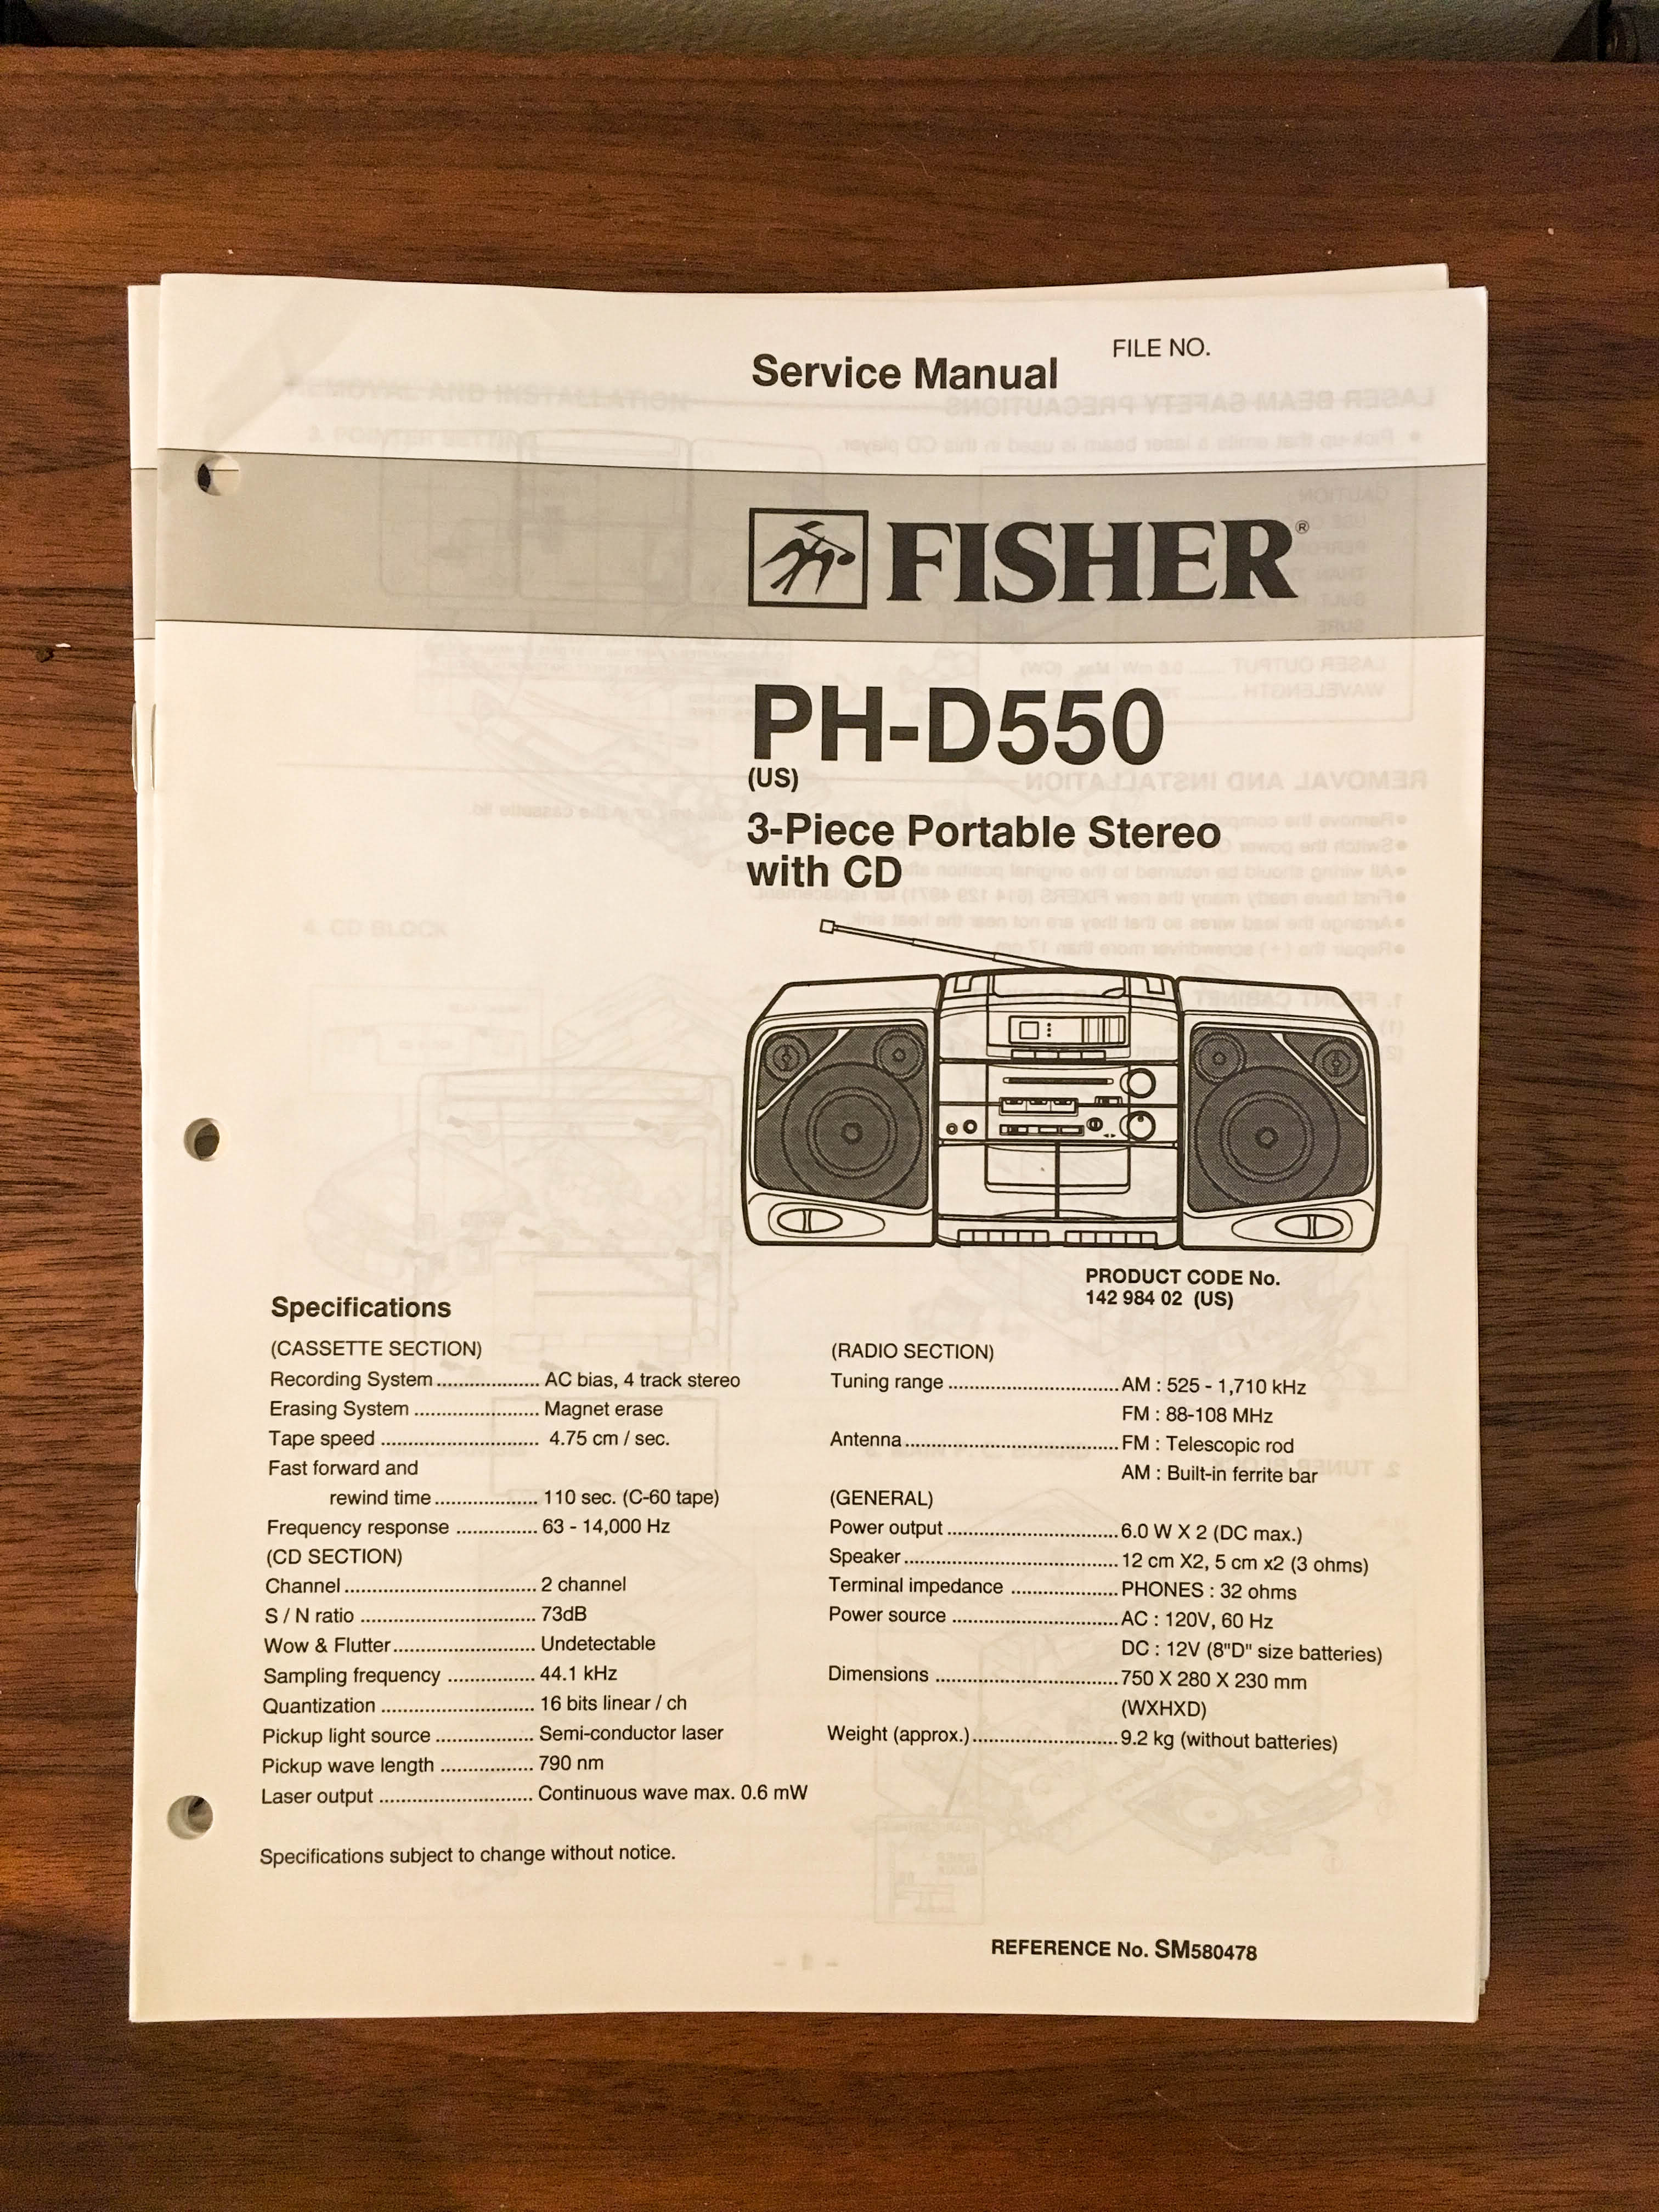 Service Manual
FILE NO.
FISHER®
PH-D550
(US)
3-Piece Portable Stereo
with CD
PRODUCT CODE No.
142 984 02 (US)
Specifications
(CASSETTE SECTION)
Recording System .................. AC bias, 4 track stereo
Erasing System ...................... Magnet erase
Tape speed ............................ 4.75 cm / sec.
Fast forward and
rewind time .................. 110 sec. (C-60 tape)
Frequency response .............. 63 - 14,000 Hz
(CD SECTION)
Channel .................................. 2 channel
S / N ratio ............................... 73dB
Wow & Flutter ......................... Undetectable
Sampling frequency ............... 44.1 kHz
Quantization ........................... 16 bits linear / ch
Pickup light source ................. Semi-conductor laser
Pickup wave length ................ 790 nm
Laser output ........................... Continuous wave max. 0.6 mW
Specifications subject to change without notice.
(RADIO SECTION)
Tuning range .............................. AM : 525 - 1,710 kHz
FM : 88-108 MHz
Antenna ...................................... FM : Telescopic rod
AM : Built-in ferrite bar
(GENERAL)
Power output .............................. 6.0 W X 2 (DC max.)
Speaker ...................................... 12 cm X2, 5 cm x2 (3 ohms)
Terminal impedance ................... PHONES : 32 ohms
Power source ............................. AC : 120V, 60 Hz
DC : 12V (8"D" size batteries)
Dimensions ................................ 750 X 280 X 230 mm
(WXHXD)
Weight (approx.) ......................... 9.2 kg (without batteries)
REFERENCE No. SM580478